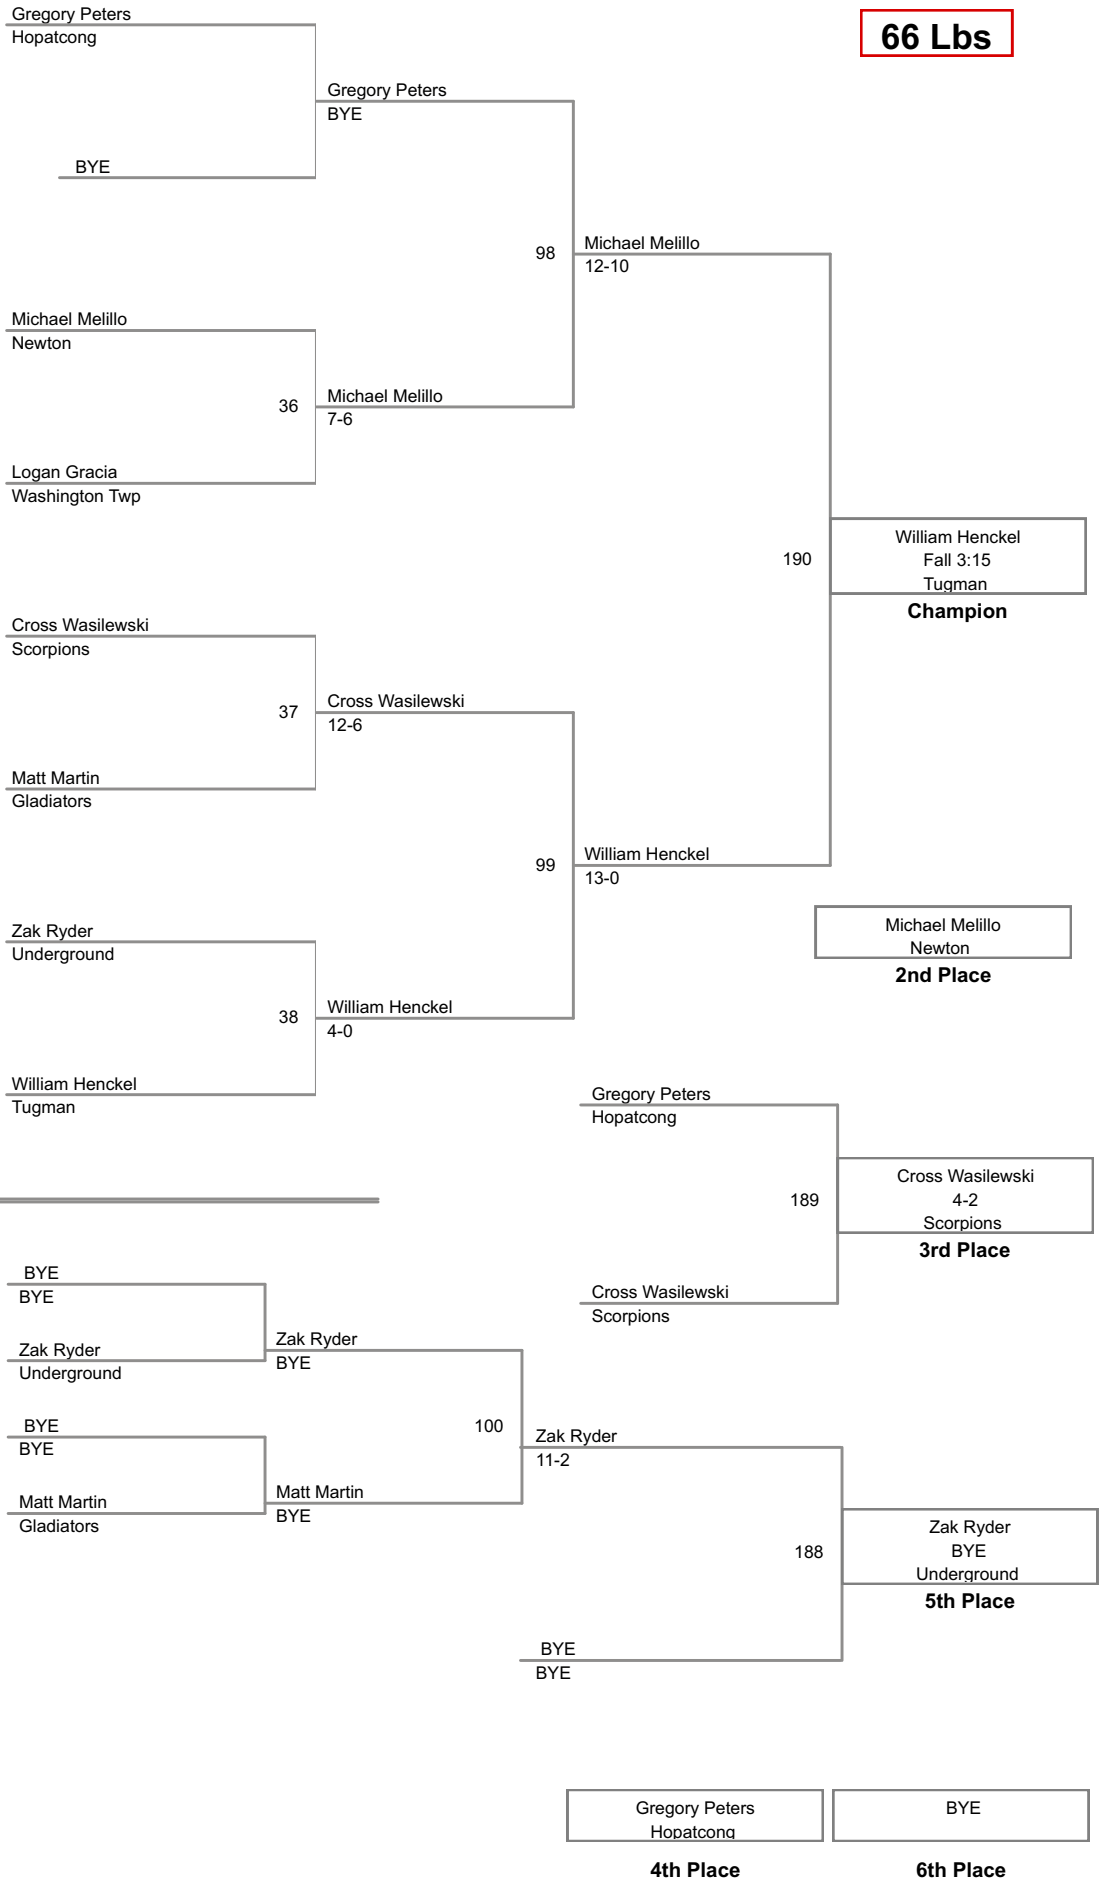 Gregory Peters
Hopatcong
66 Lbs
Gregory Peters
BYE
BYE
98
Michael Melillo
12-10
Michael Melillo
Newton
36
Michael Melillo
7-6
Logan Gracia
Washington Twp
190
William Henckel
Fall 3:15
Tugman
Champion
Cross Wasilewski
Scorpions
37
Cross Wasilewski
12-6
Matt Martin
Gladiators
99
William Henckel
13-0
Zak Ryder
Underground
Michael Melillo
Newton
2nd Place
38
William Henckel
4-0
William Henckel
Tugman
Gregory Peters
Hopatcong
189
Cross Wasilewski
4-2
Scorpions
3rd Place
Cross Wasilewski
Scorpions
BYE
BYE
Zak Ryder
Underground
Zak Ryder
BYE
BYE
BYE
100
Zak Ryder
11-2
Matt Martin
Gladiators
Matt Martin
BYE
188
Zak Ryder
BYE
Underground
5th Place
BYE
BYE
Gregory Peters
Hopatcong
4th Place
BYE
6th Place